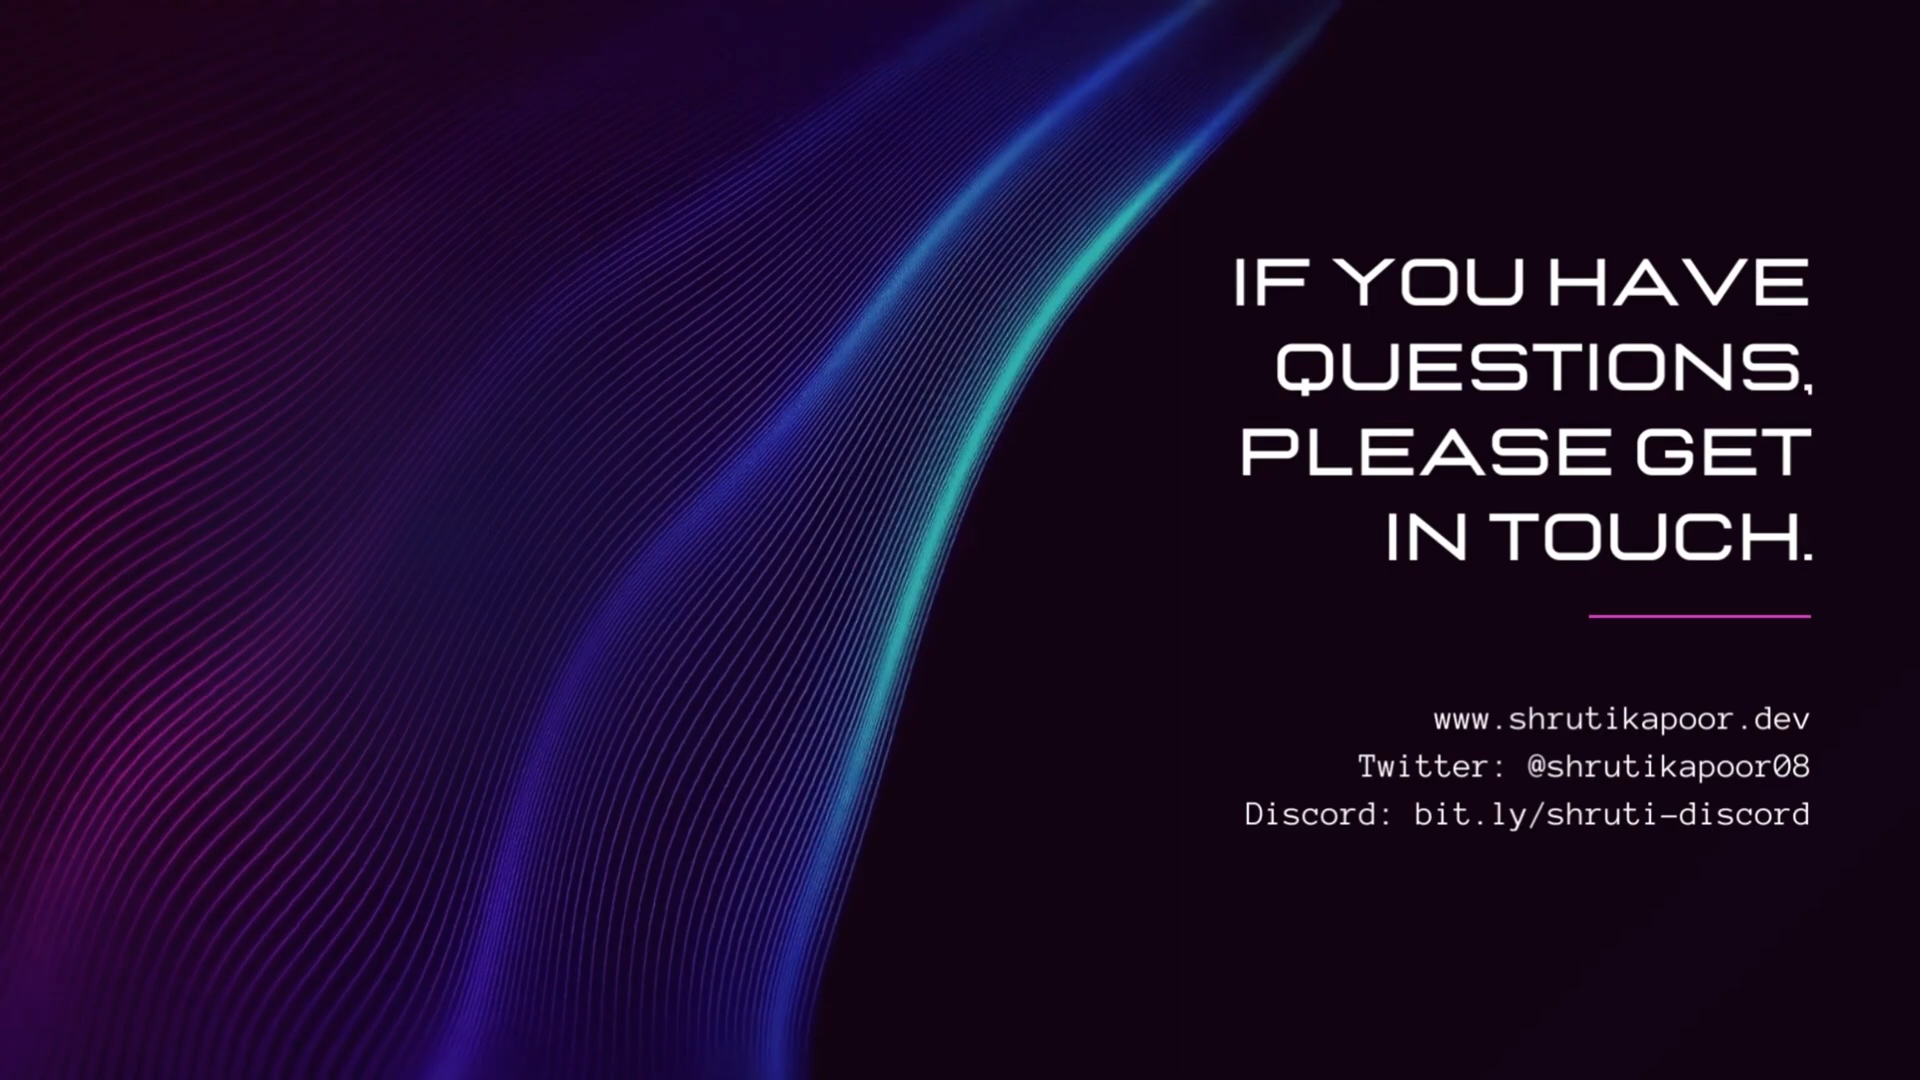 IF YOU HAVE
QUESTIONS,
PLEASE GET
IN TOUCH.
www.shrutikapoor.dev
Twitter: @shrutikapoor08
Discord: bit.ly/shruti-discord